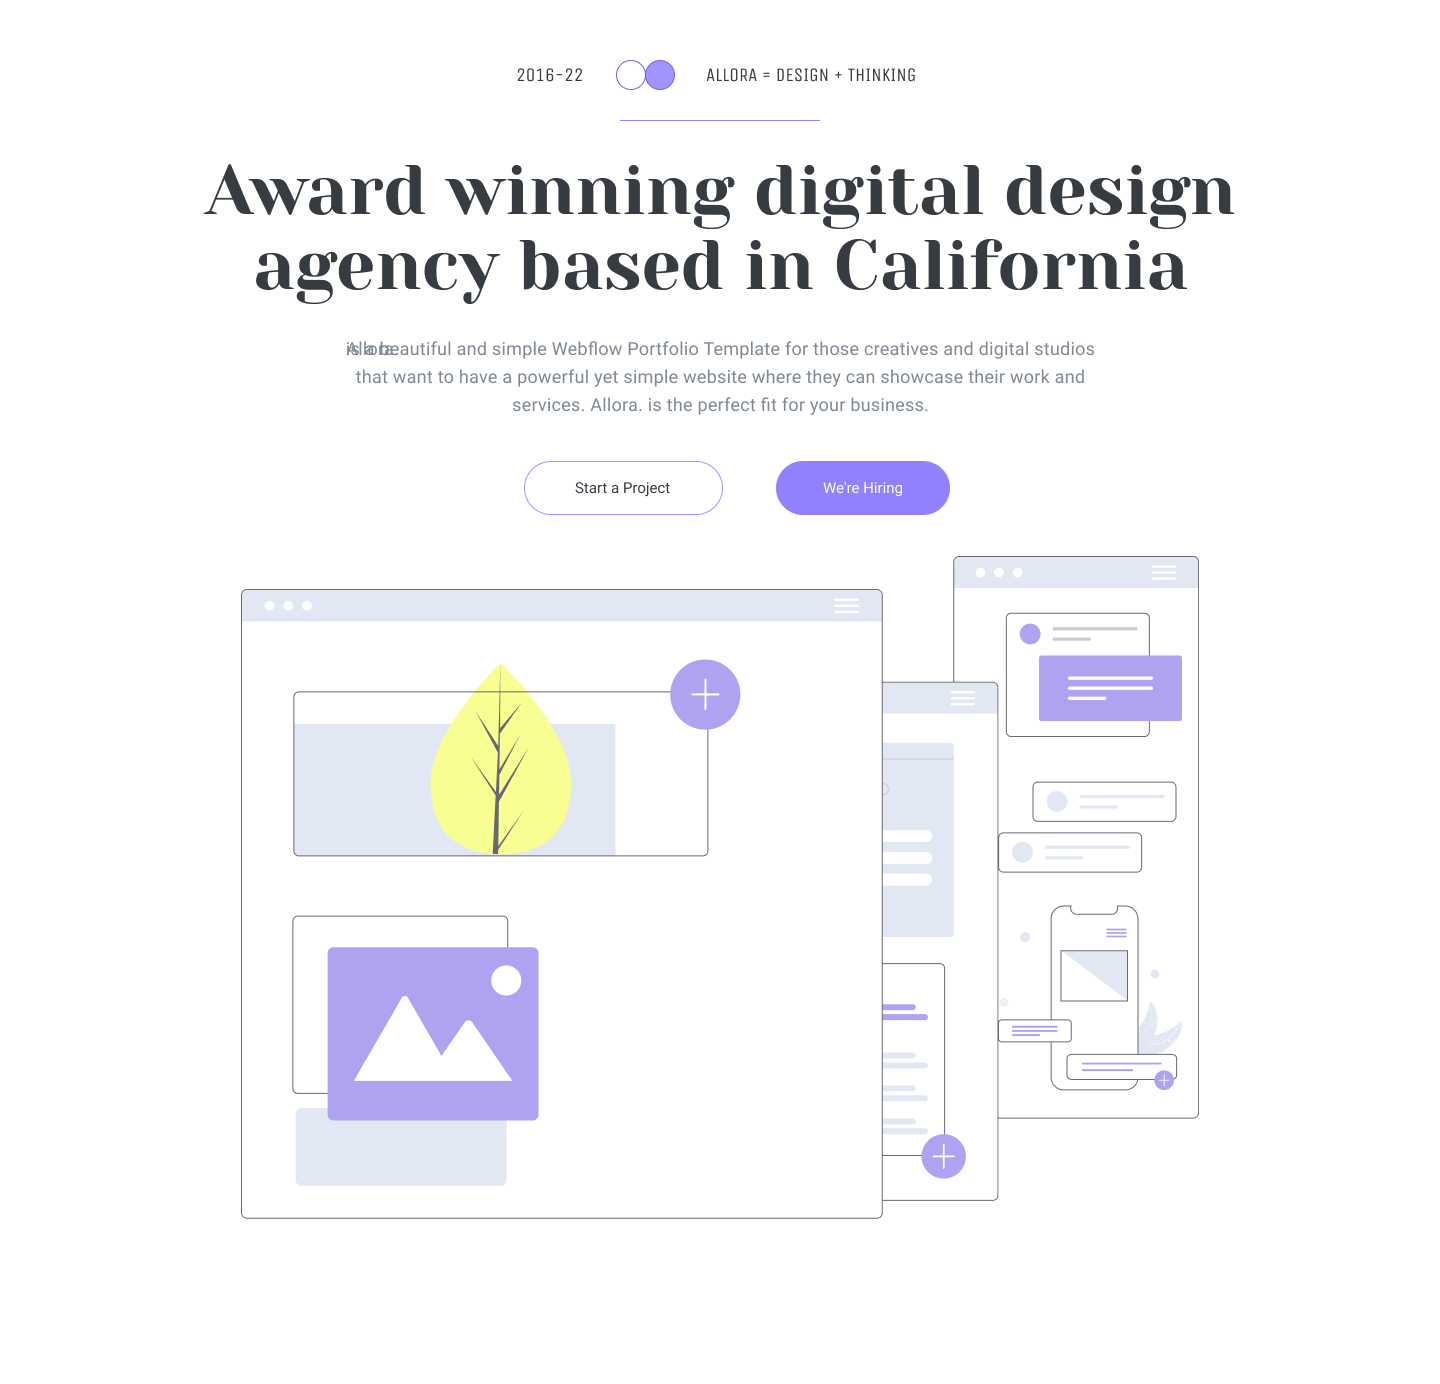 2016-22
ALLORA = DESIGN + THINKING
Award winning digital design
agency based in California
Allora is a beautiful and simple Webflow Portfolio Template for those creatives and digital studios
that want to have a powerful yet simple website where they can showcase their work and
services. Allora. is the perfect fit for your business.
Start a Project
We're Hiring